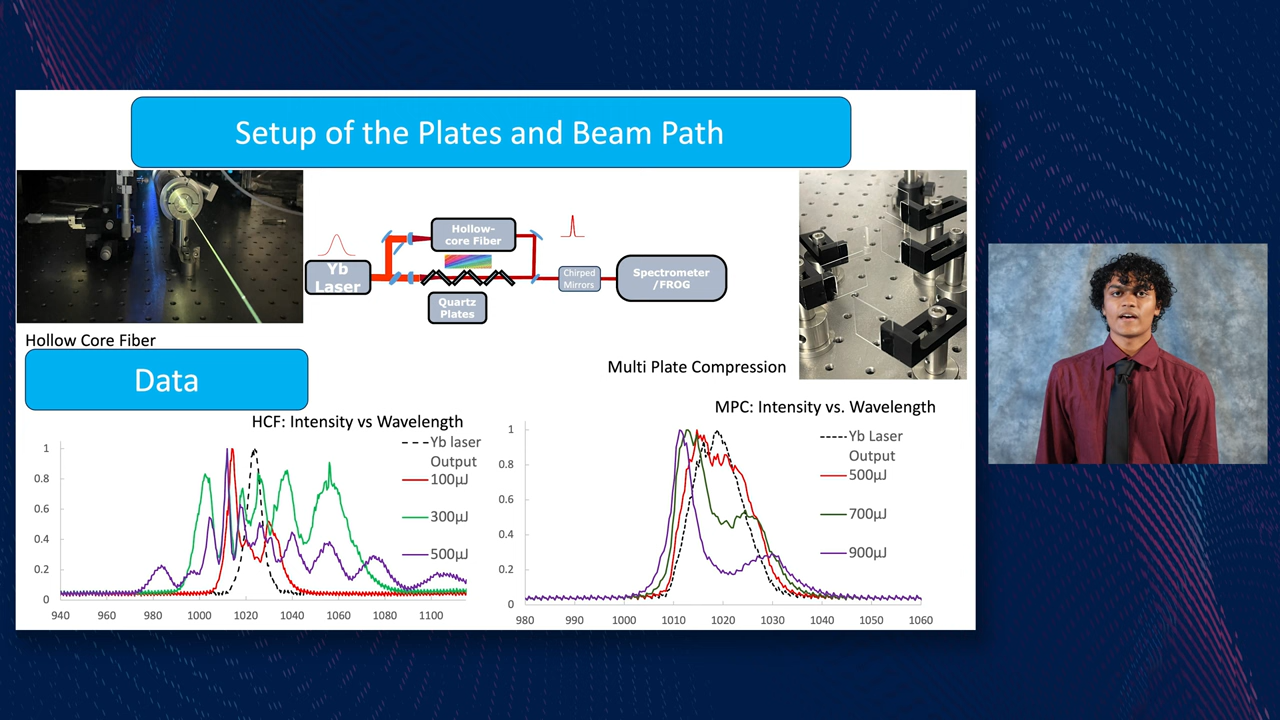 Setup of the Plates and Beam Path
Yb
Laser
Hollow-
core Fiber
Quartz
Plates
Chirped
Mirrors
Spectrometer
/FROG
Hollow Core Fiber
Multi Plate Compression
Data
HCF: Intensity vs Wavelength
Yb laser
Output
100µJ
300µJ
500µJ
1
0.8
0.6
0.4
0.2
0
940 960 980 1000 1020 1040 1060 1080 1100
MPC: Intensity vs. Wavelength
Yb Laser
Output
500µJ
700µJ
900µJ
1
0.8
0.6
0.4
0.2
0
980 990 1000 1010 1020 1030 1040 1050 1060